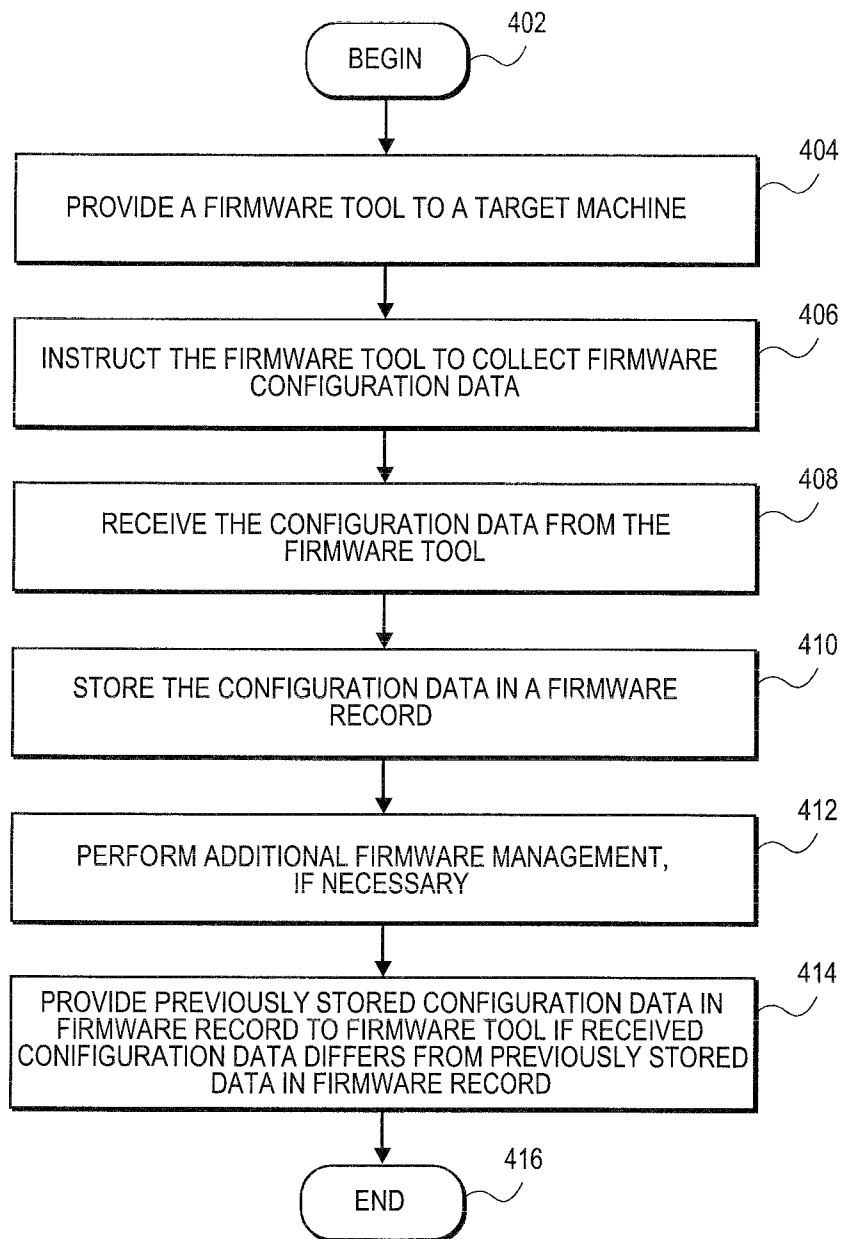 402
BEGIN
404
PROVIDE A FIRMWARE TOOL TO A TARGET MACHINE
406
INSTRUCT THE FIRMWARE TOOL TO COLLECT FIRMWARE
CONFIGURATION DATA
408
RECEIVE THE CONFIGURATION DATA FROM THE
FIRMWARE TOOL
410
STORE THE CONFIGURATION DATA IN A FIRMWARE
RECORD
412
PERFORM ADDITIONAL FIRMWARE MANAGEMENT,
IF NECESSARY
414
PROVIDE PREVIOUSLY STORED CONFIGURATION DATA IN
FIRMWARE RECORD TO FIRMWARE TOOL IF RECEIVED
CONIFIGURATION DATA DIFFERS FROM PREVIOUSLY STORED
DATA IN FIRMWARE RECORD
416
END